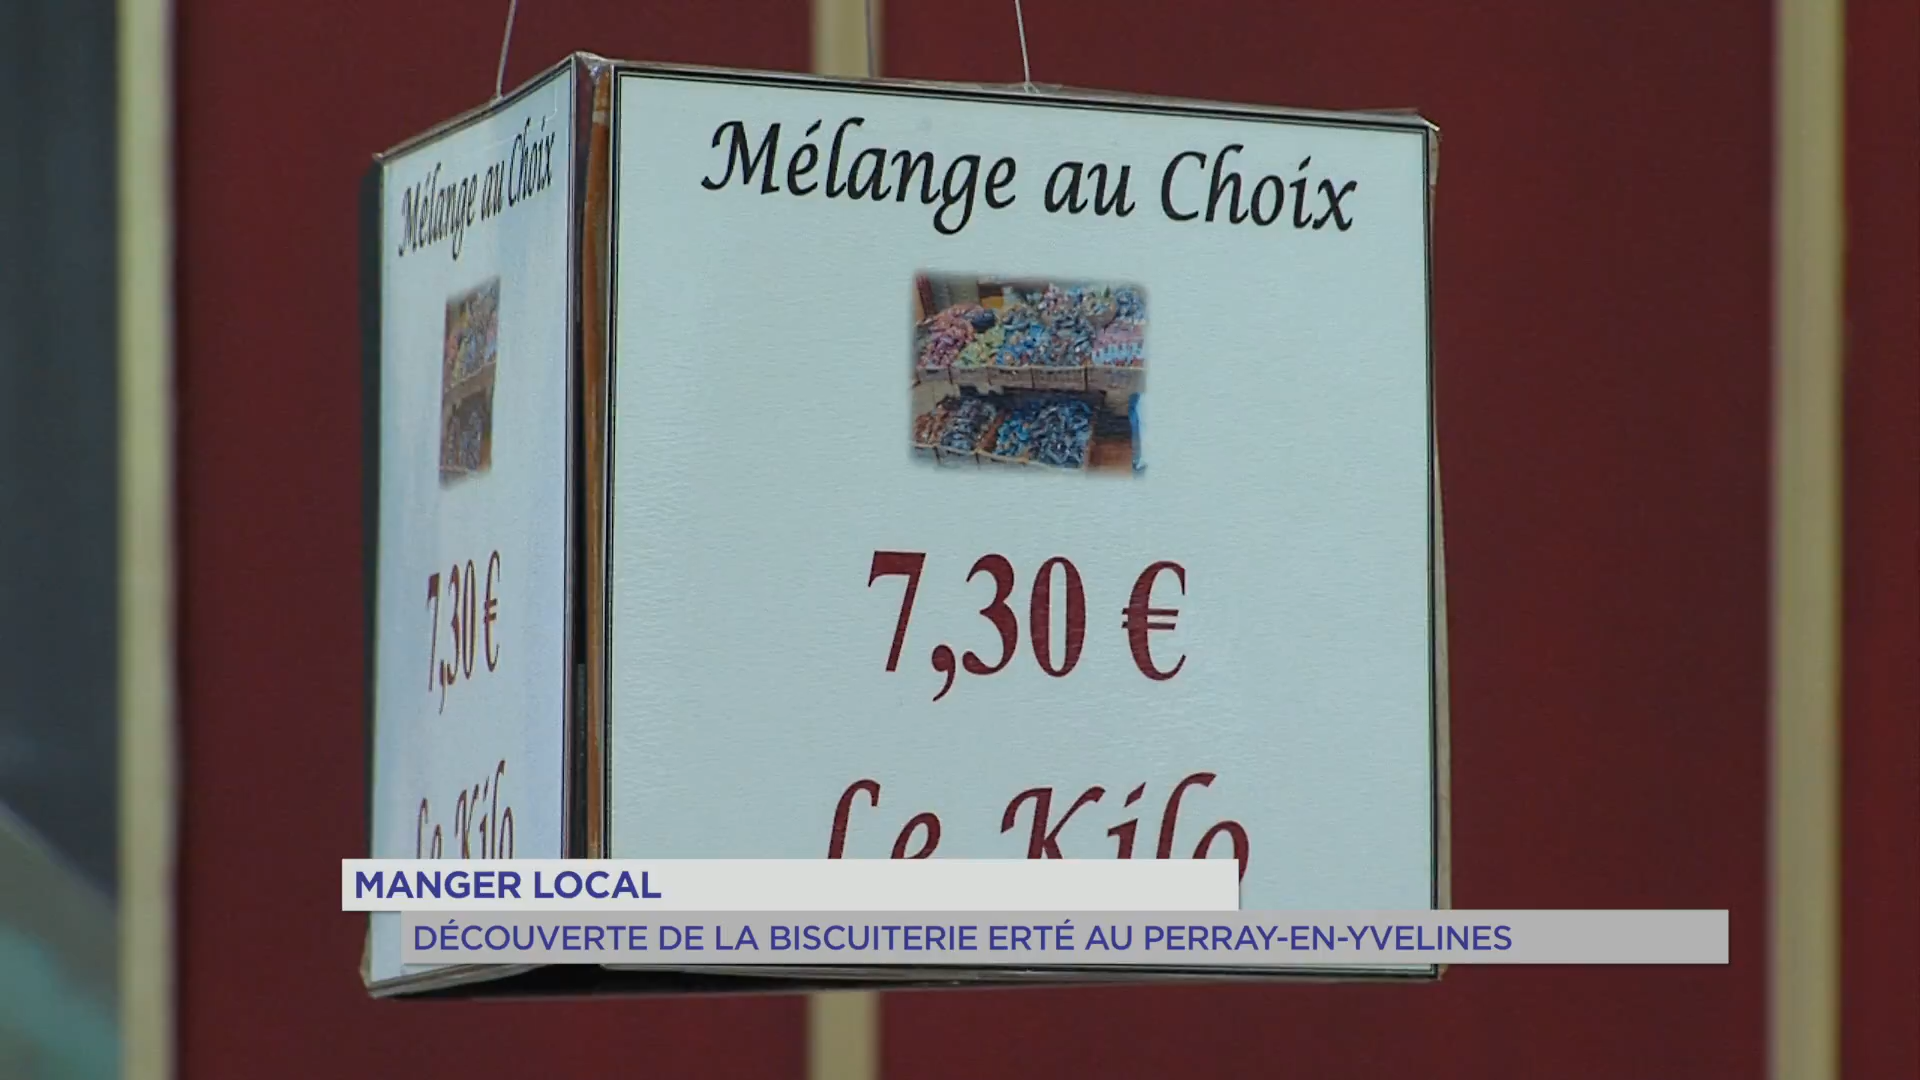 Mélange au Choix
7,30 €
Le Kilo
Mélange au Choix
7,30 €
Le Kilo
MANGER LOCAL
DÉCOUVERTE DE LA BISCUITERIE ERTÉ AU PERRAY-EN-YVELINES